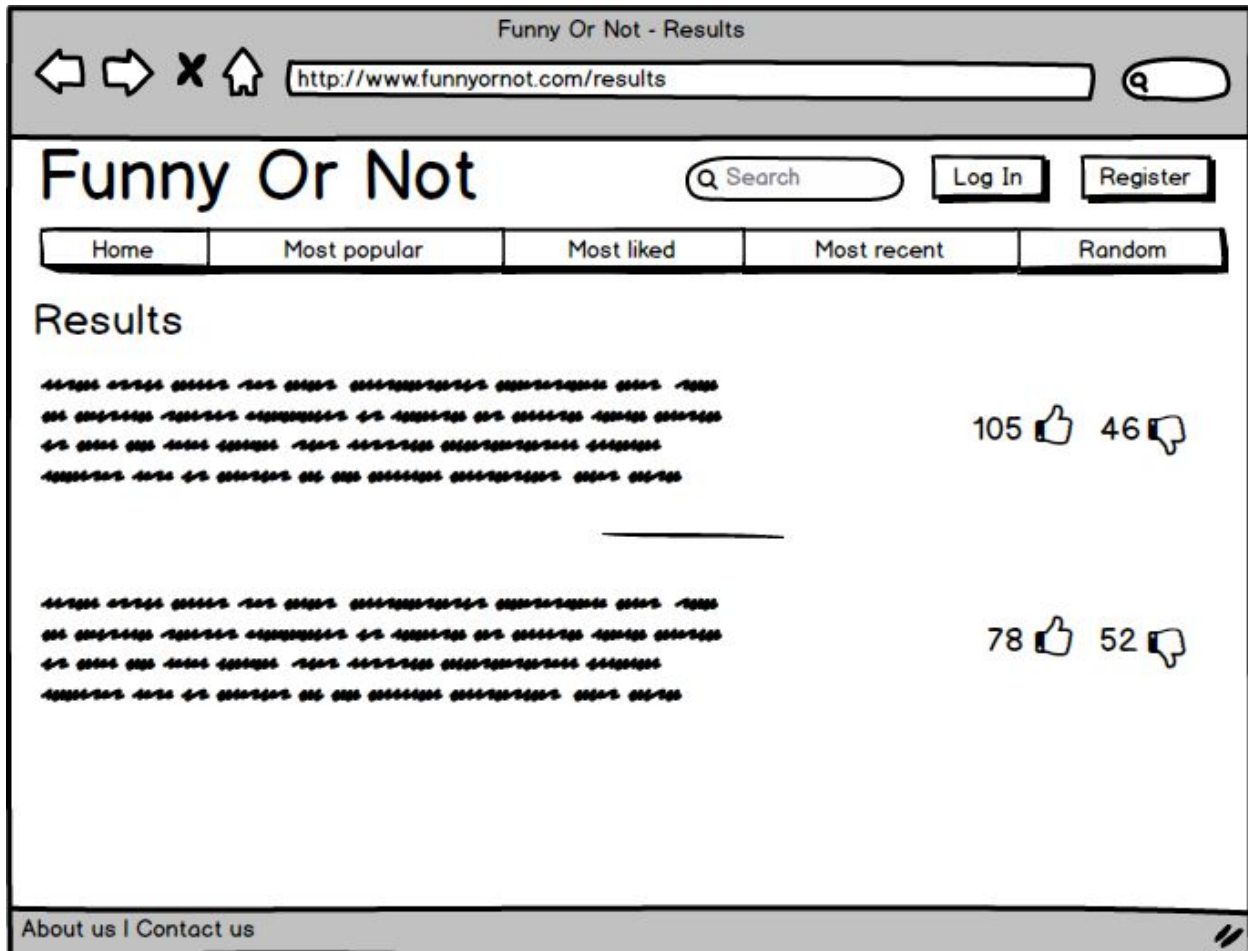 Funny Or Not - Results
http://www.funnyornot.com/results
Funny Or Not
Search
Log In
Register
Home Most popular Most liked Most recent Random
Results
105 46
78 52
About us | Contact us